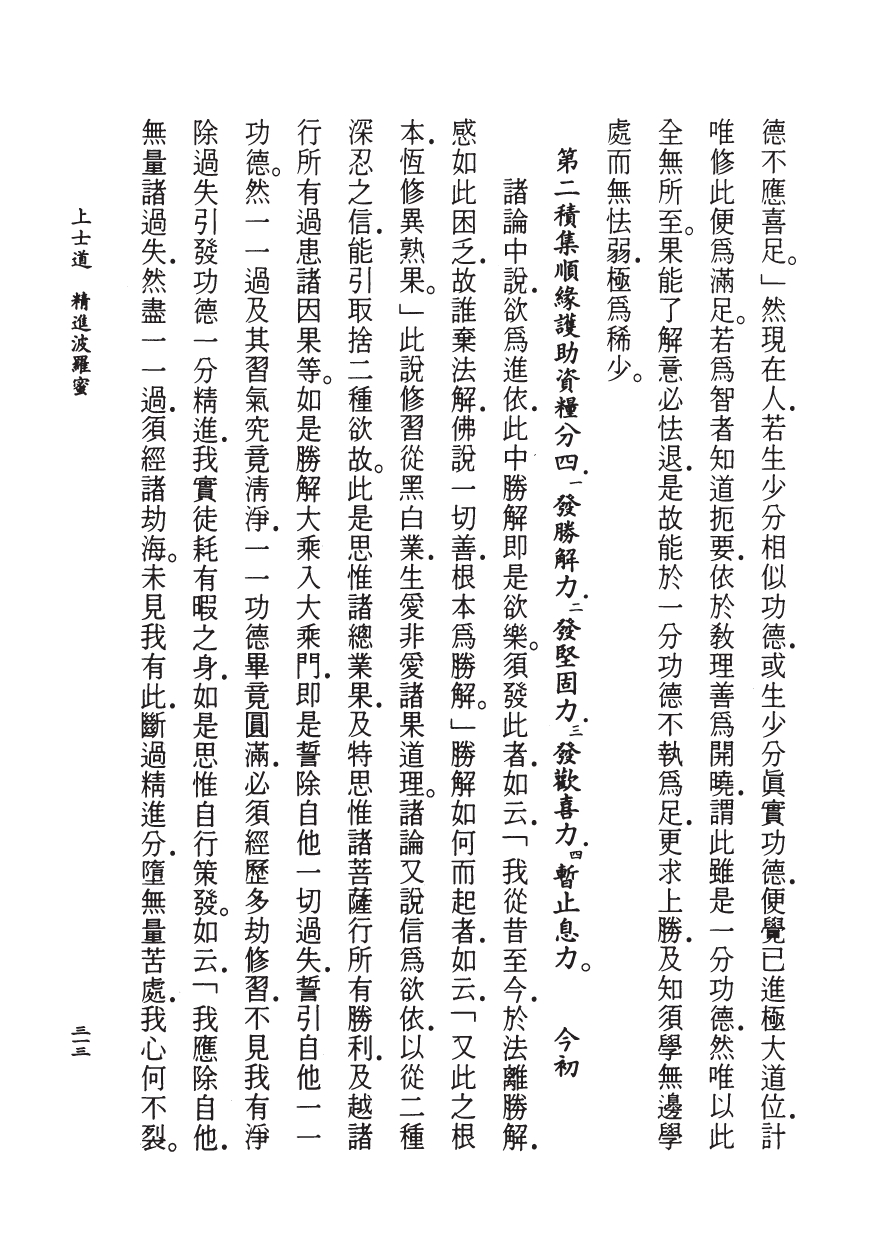 德不應喜足。」然現在人．若生少分相似功德．或生少分眞實功德．便覺已進極大道位．計
唯修此便爲滿足。若爲智者知道扼要．依於教理善爲開曉．謂此雖是一分功德．然唯以此
全無所至。果能了解意必怯退．是故能於一分功德不執爲足．更求上勝．及知須學無邊學
處而無怯弱．極爲稀少。
第二積集順緣護助資糧分四．一發勝解力．二發堅固力．三發歡喜力．四暫止息力。　今初
諸論中說．欲爲進依．此中勝解即是欲樂。須發此者．如云．「我從昔至今．於法離勝解．
感如此困乏．故誰棄法解．佛說一切善．根本爲勝解。」勝解如何而起者．如云．「又此之根
本．恆修異熟果。」此說修習從黑白業．生愛非愛諸果道理。諸論又說信爲欲依．以從二種
深忍之信．能引取捨二種欲故。此是思惟諸總業果．及特思惟諸菩薩行所有勝利．及越諸
行所有過患諸因果等。如是勝解大乘入大乘門．即是誓除自他一切過失．誓引自他一一
功德。然一一過及其習氣究竟清淨．一一功德畢竟圓滿．必須經歷多劫修習．不見我有淨
除過失引發功德一分精進．我實徒耗有暇之身．如是思惟自行策發。如云．「我應除自他．
無量諸過失．然盡一一過．須經諸劫海。未見我有此．斷過精進分．墮無量苦處．我心何不裂。
上士道　精進波羅蜜
三一三